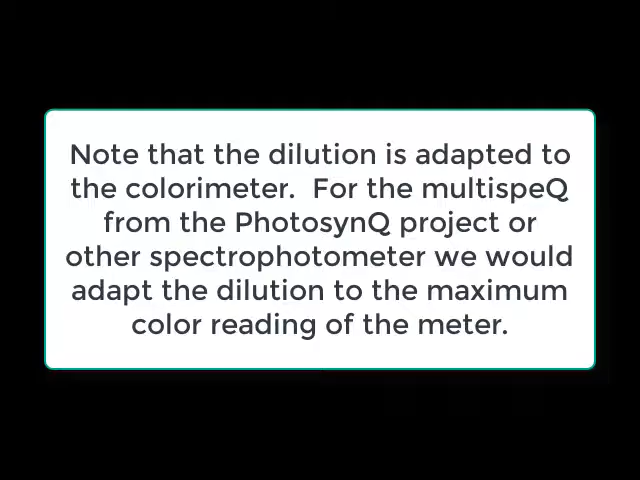 Note that the dilution is adapted to
the colorimeter.  For the multispeQ
from the PhotosynQ project or
other spectrophotometer we would
adapt the dilution to the maximum
color reading of the meter.